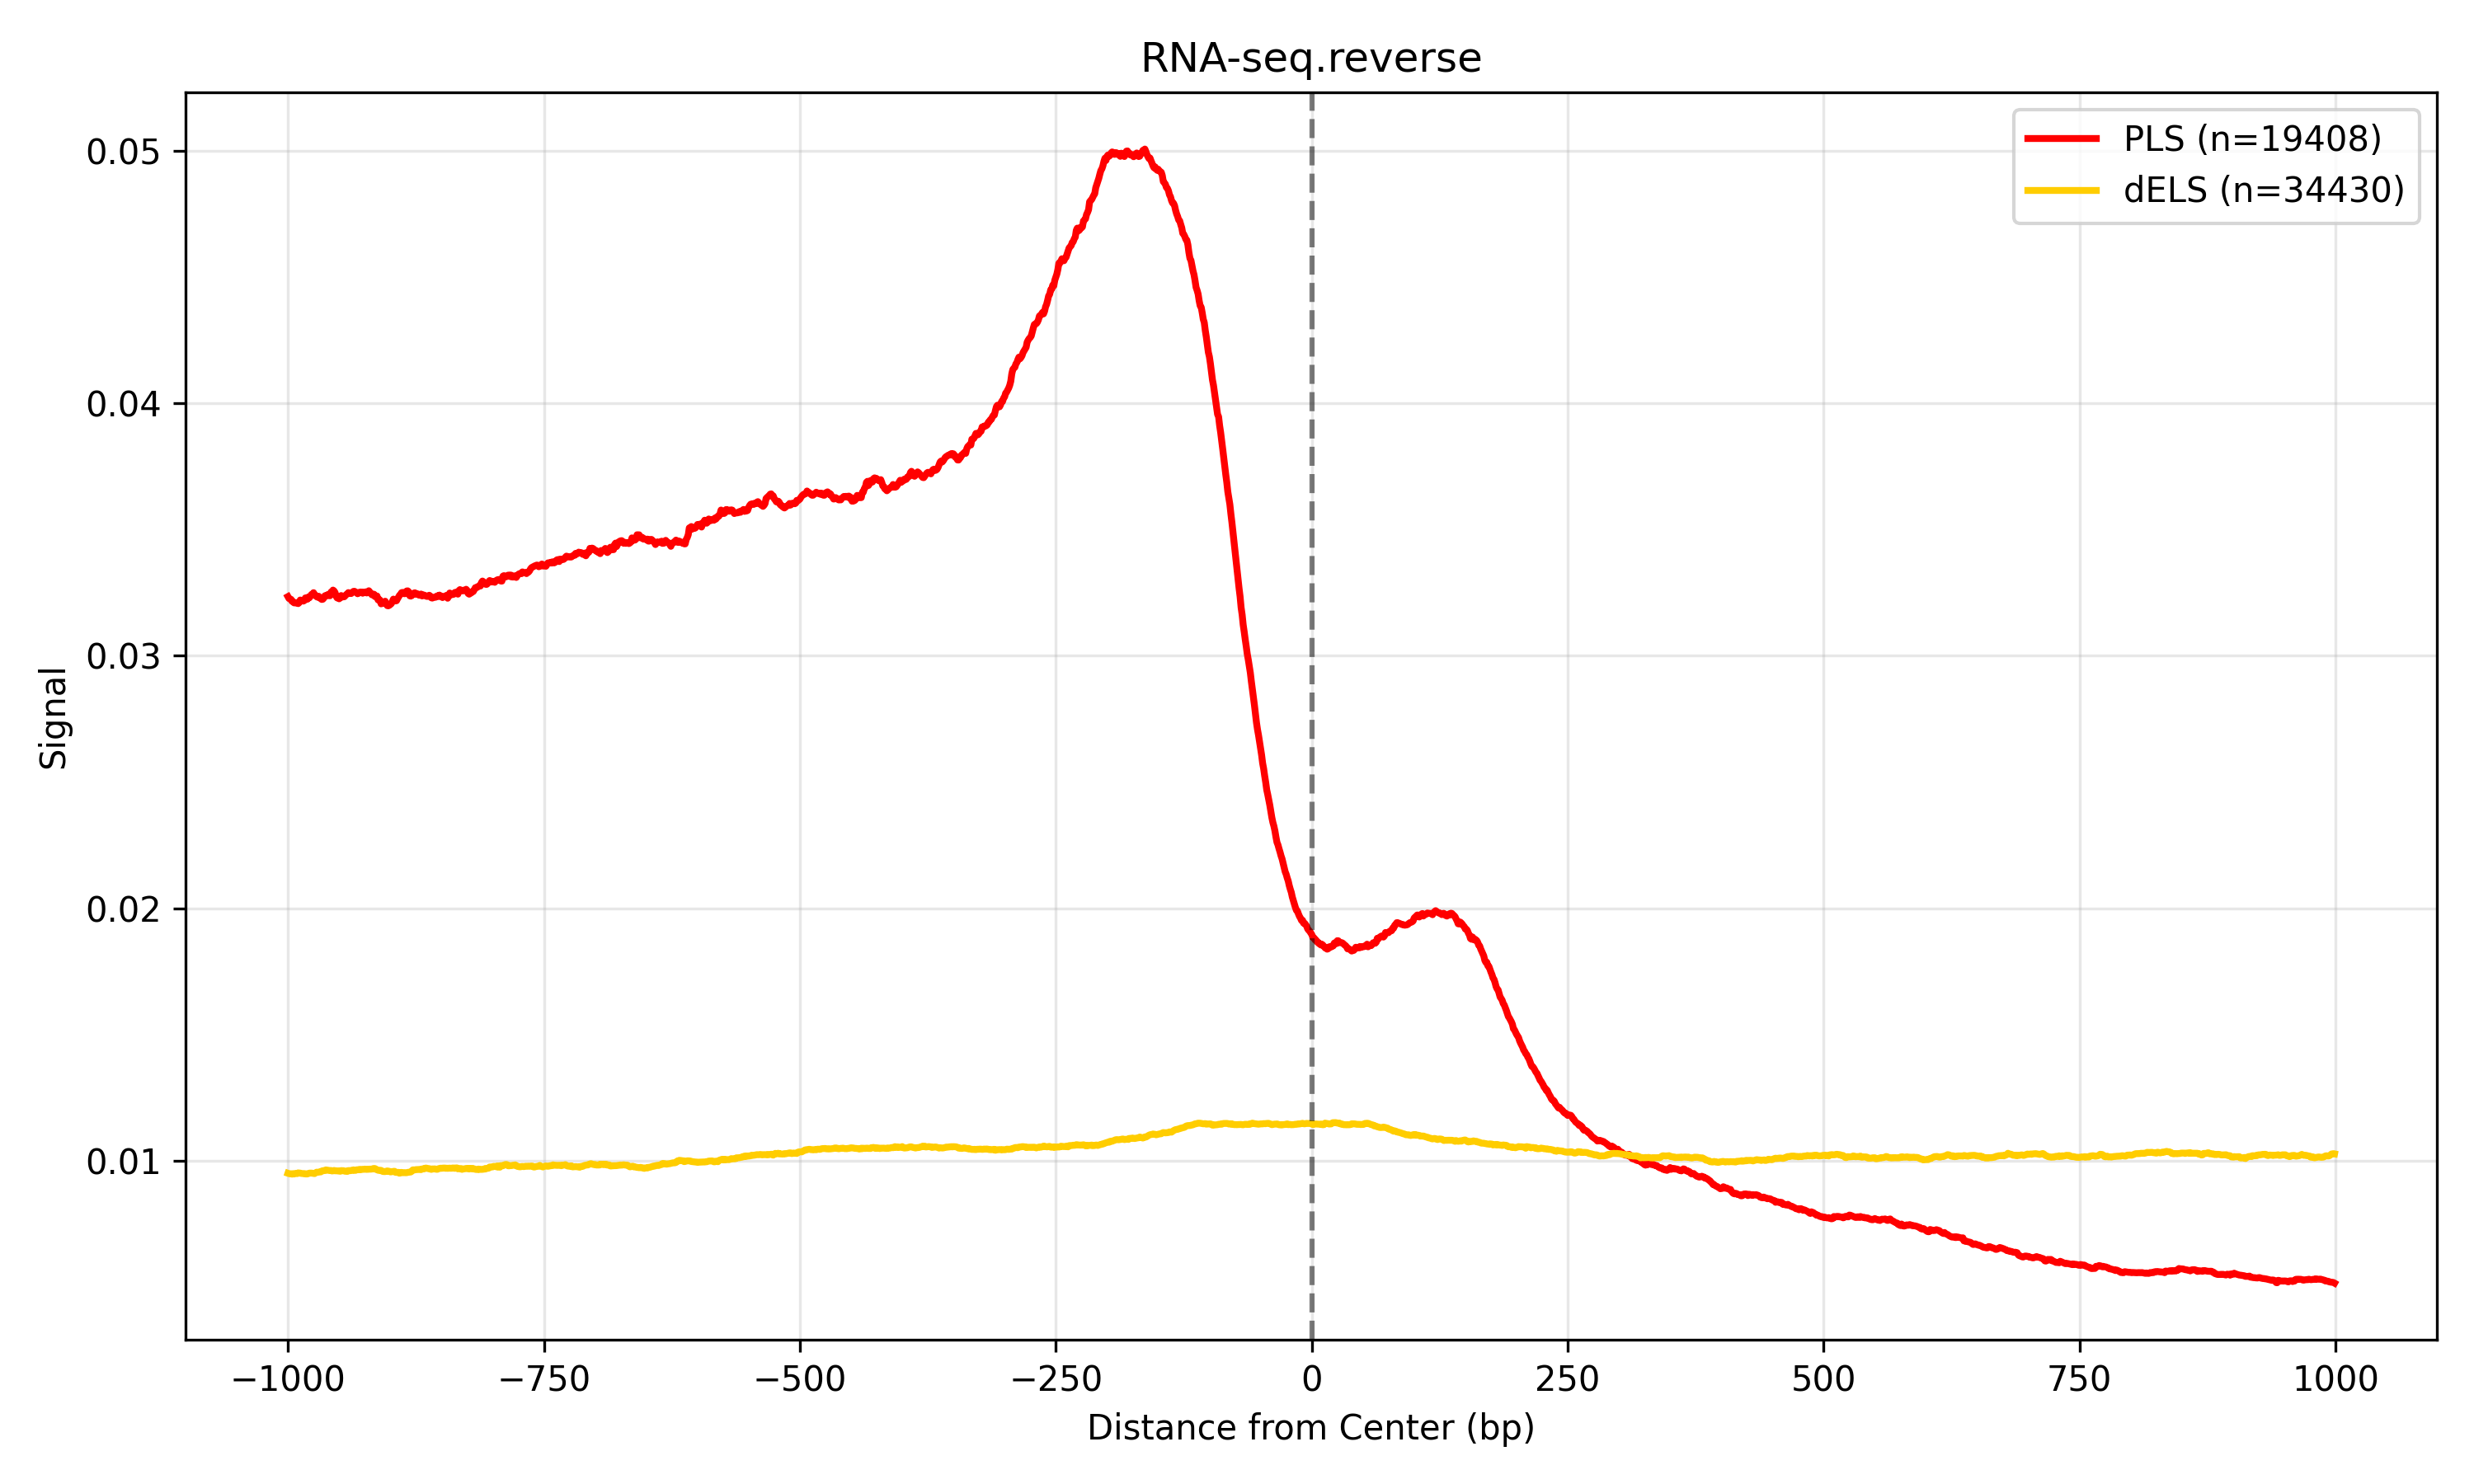 RNA-seq.reverse
PLS (n=19408)
dELS (n=34430)
0.05
0.04
0.03
0.02
0.01
Signal
−1000 −750 −500 −250 0 250 500 750 1000
Distance from Center (bp)